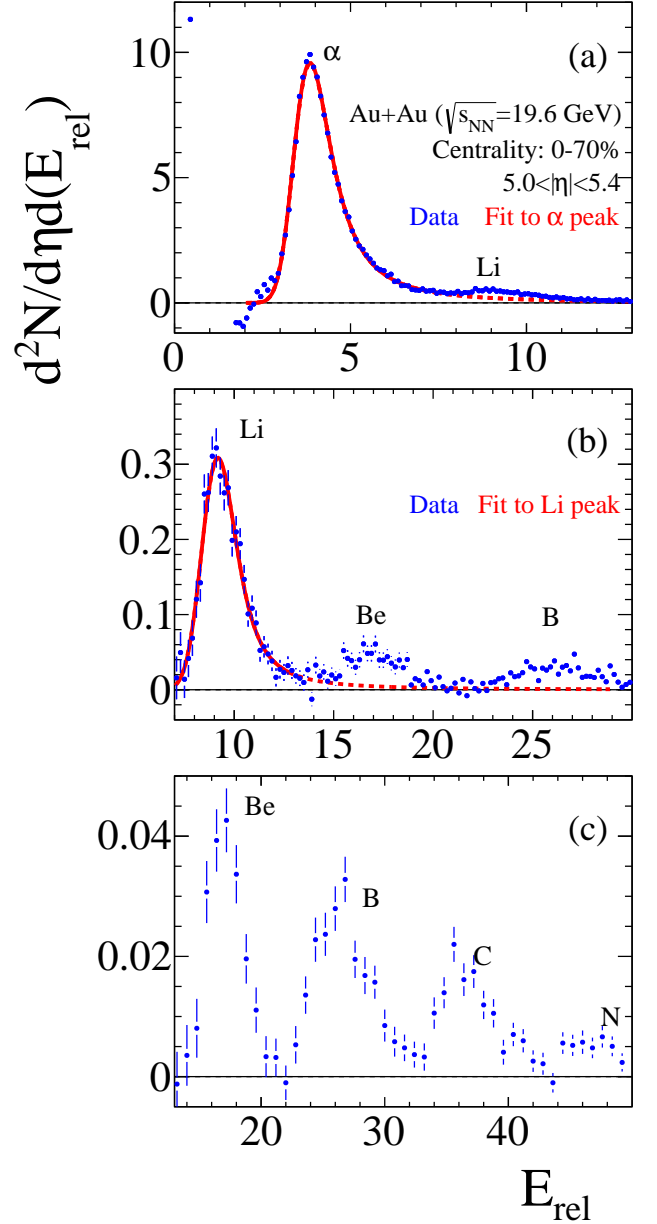 d²N/dηd(E_rel)
10
5
0
α
(a)
Au+Au (√s_NN=19.6 GeV)
Centrality: 0-70%
5.0<|η|<5.4
Data Fit to α peak
Li
0 5 10
0.3
0.2
0.1
0
Li
(b)
Data Fit to Li peak
Be B
10 15 20 25
0.04
0.02
0
Be
(c)
B
C
N
20 30 40
E_rel